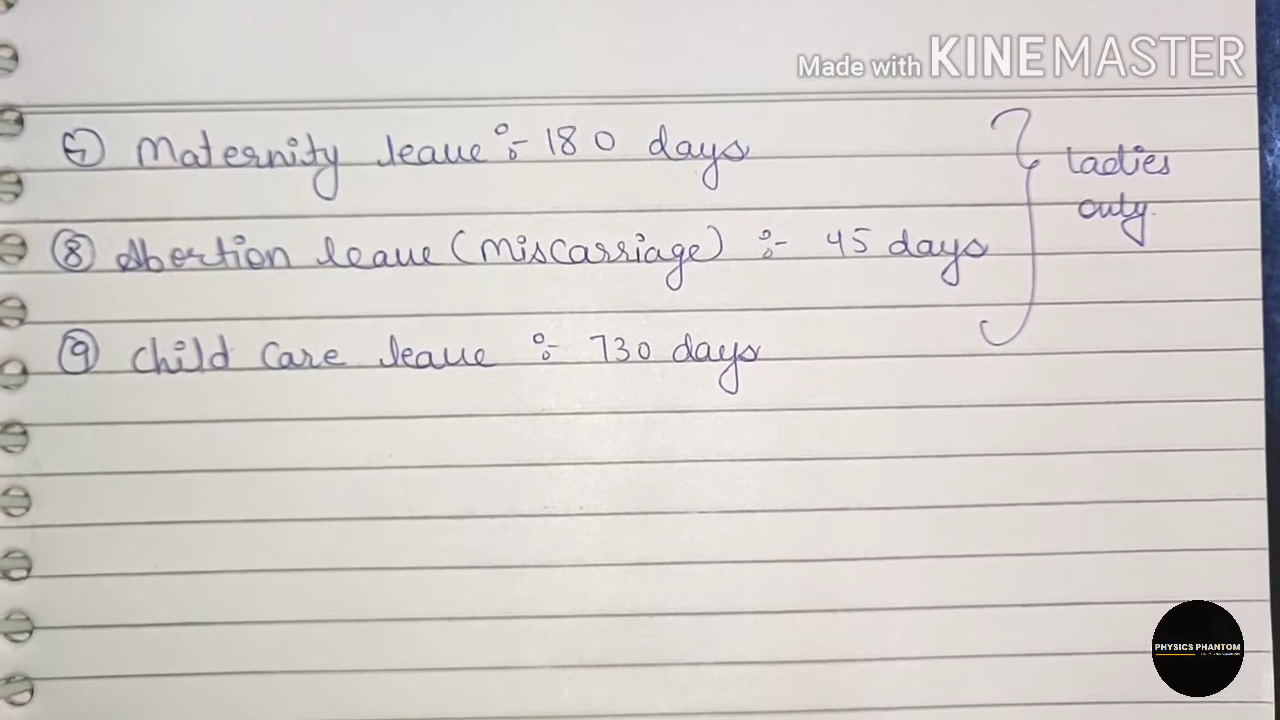 Made with KINEMASTER
⑦ Maternity leave :- 180 days
ladies
only.
⑧ Abortion leave (Miscarriage) :- 45 days
⑨ Child Care leave :- 730 days
PHYSICS PHANTOM